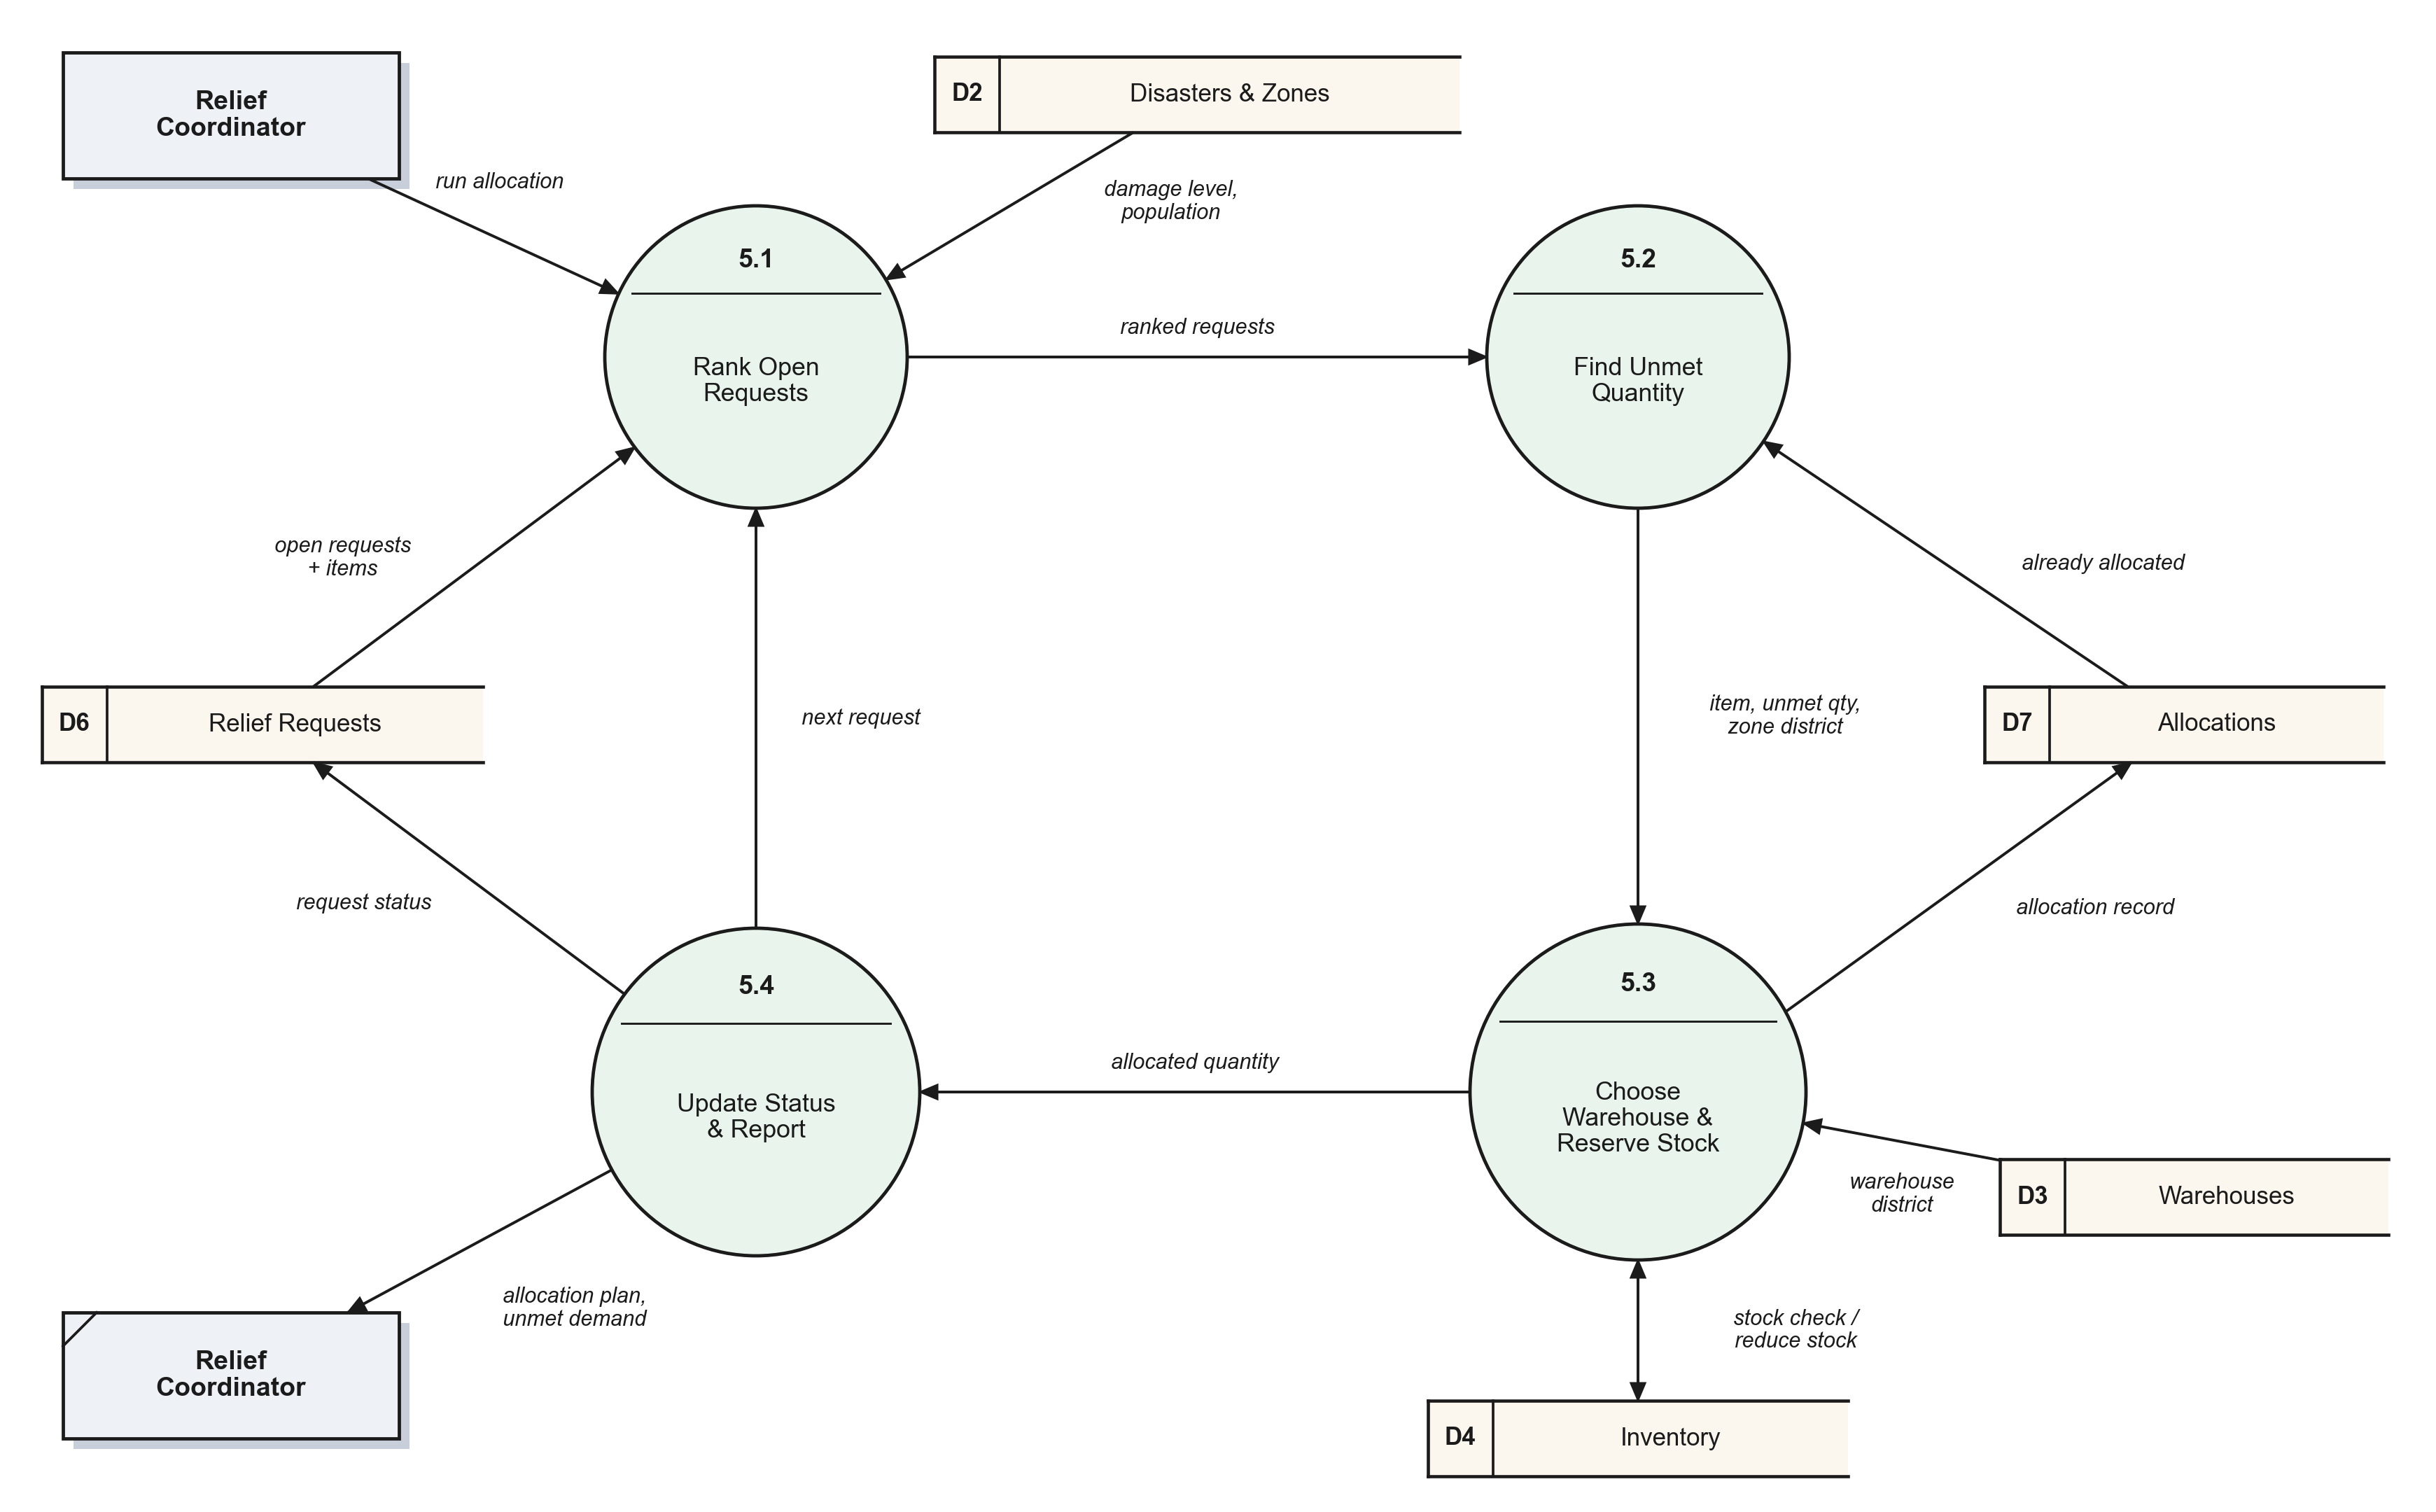 Relief
Coordinator
D2
Disasters & Zones
run allocation
damage level,
population
5.1
Rank Open
Requests
ranked requests
5.2
Find Unmet
Quantity
open requests
+ items
already allocated
D6
Relief Requests
next request
item, unmet qty,
zone district
D7
Allocations
request status
allocation record
5.4
Update Status
& Report
allocated quantity
5.3
Choose
Warehouse &
Reserve Stock
warehouse
district
D3
Warehouses
allocation plan,
unmet demand
stock check /
reduce stock
Relief
Coordinator
D4
Inventory